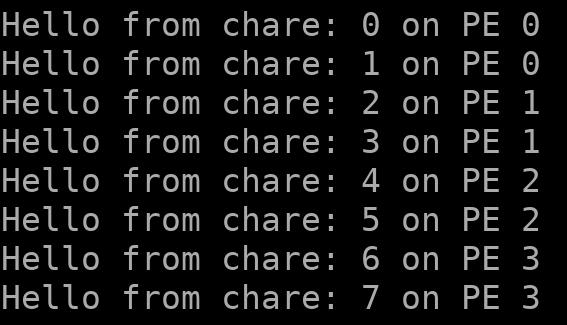 Hello from chare: 0 on PE 0
Hello from chare: 1 on PE 0
Hello from chare: 2 on PE 1
Hello from chare: 3 on PE 1
Hello from chare: 4 on PE 2
Hello from chare: 5 on PE 2
Hello from chare: 6 on PE 3
Hello from chare: 7 on PE 3